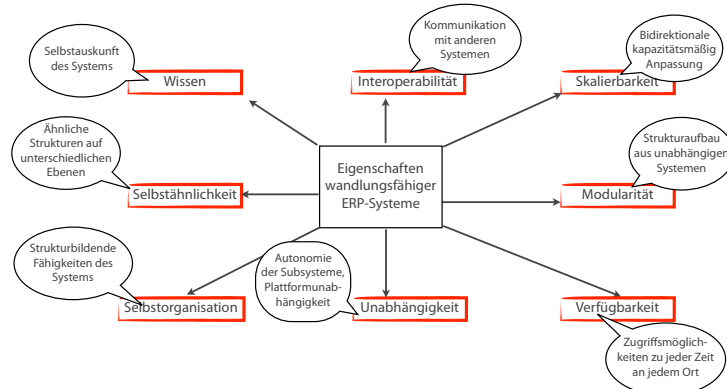 Selbstauskunft
des Systems
Wissen
Kommunikation
mit anderen
Systemen
Interoperabilität
Bidirektionale
kapazitätsmäßig
Anpassung
Skalierbarkeit
Ähnliche
Strukturen auf
unterschiedlichen
Ebenen
Selbstähnlichkeit
Eigenschaften
wandlungsfähiger
ERP-Systeme
Strukturaufbau
aus unabhängigen
Systemen
Modularität
Strukturbildende
Fähigkeiten des
Systems
Selbstorganisation
Autonomie
der Subsysteme,
Plattformunab-
hängigkeit
Unabhängigkeit
Verfügbarkeit
Zugriffsmöglich-
keiten zu jeder Zeit
an jedem Ort